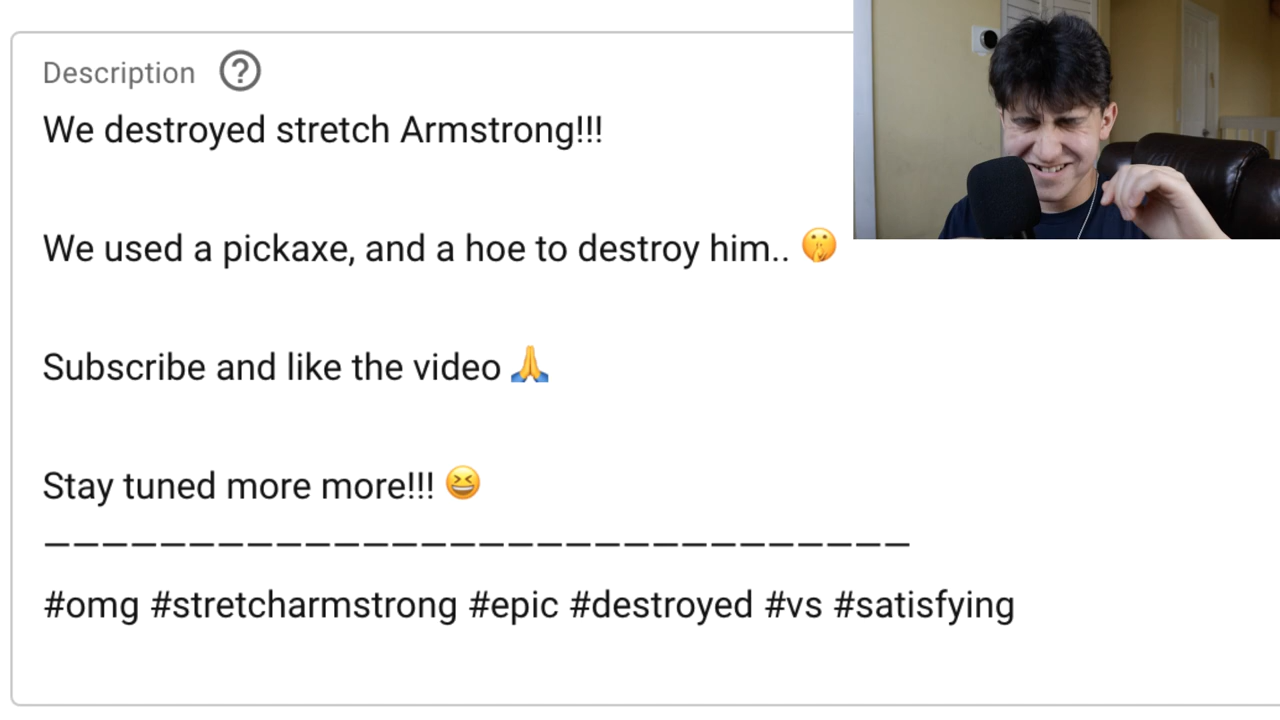 Description ?
We destroyed stretch Armstrong!!!
We used a pickaxe, and a hoe to destroy him.. 🤫
Subscribe and like the video 🙏
Stay tuned more more!!! 😆
——————————————————————————————
#omg #stretcharmstrong #epic #destroyed #vs #satisfying